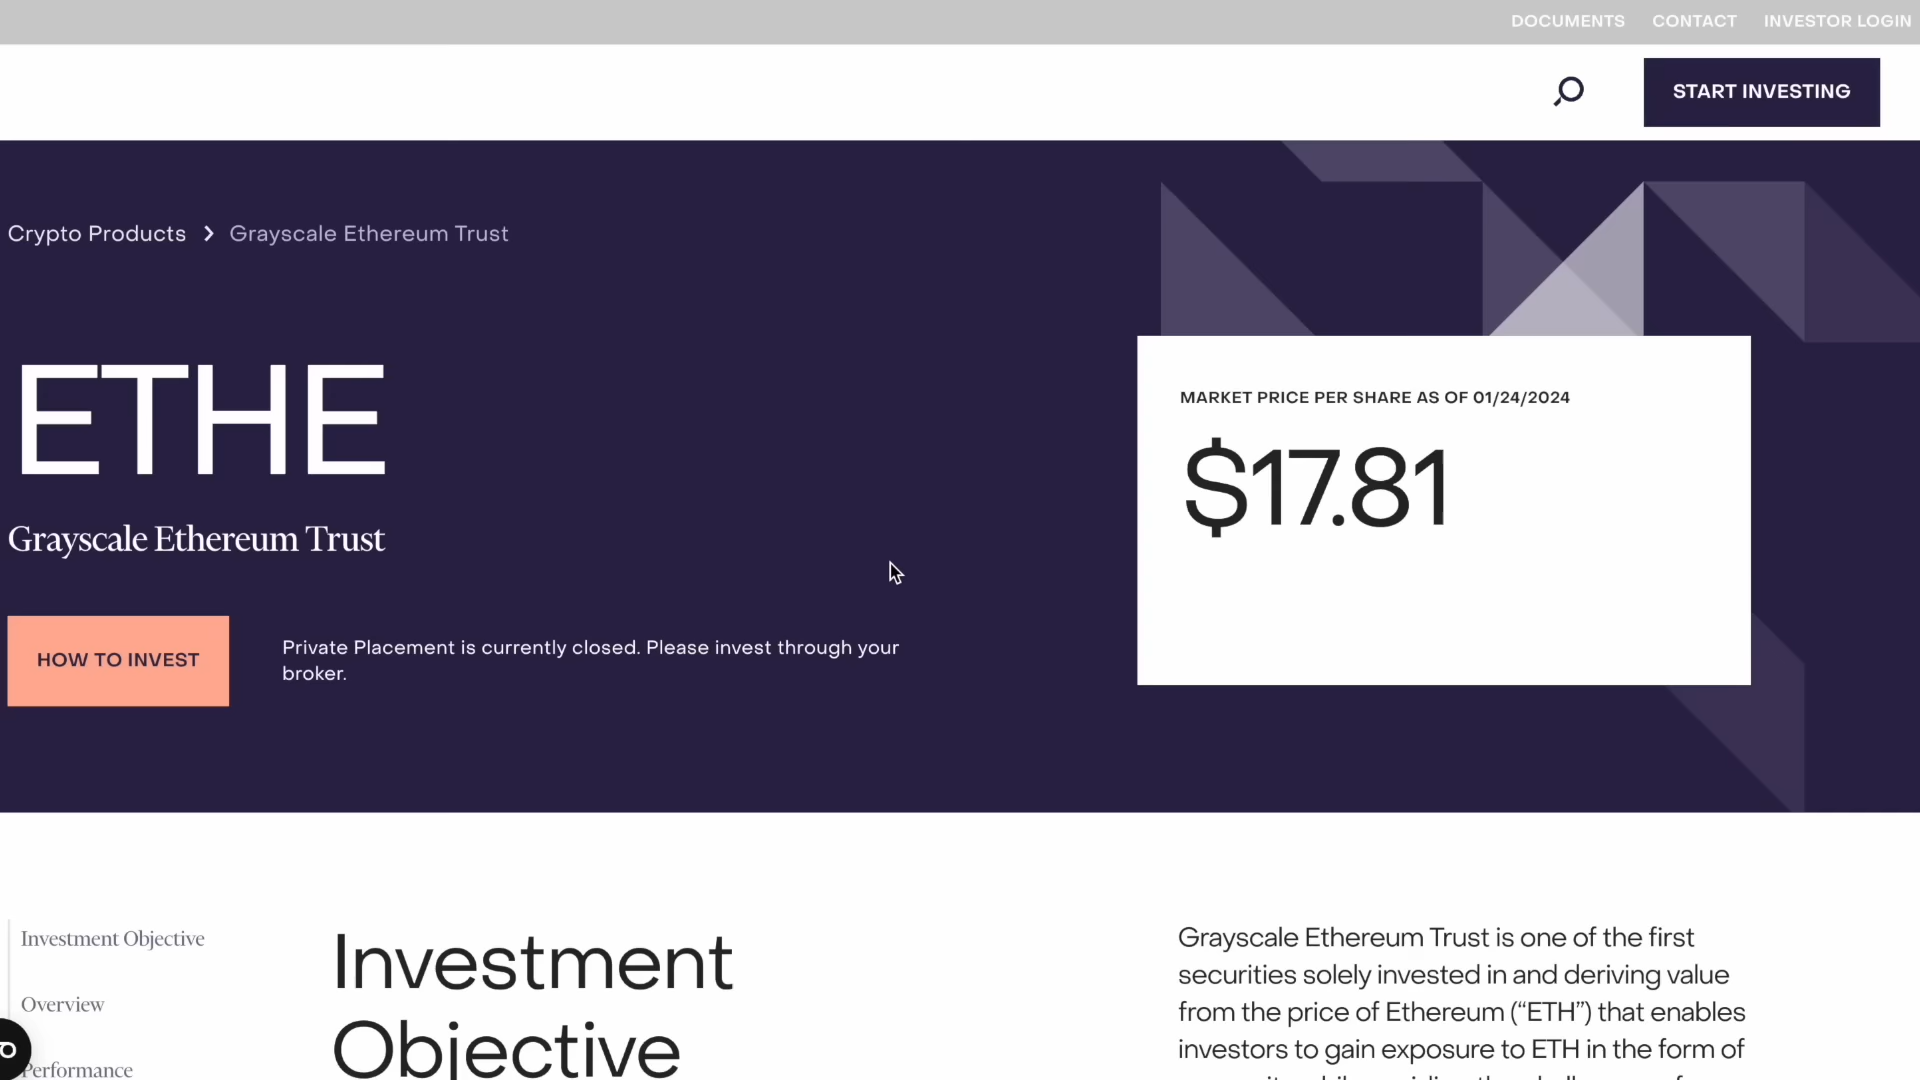 DOCUMENTS CONTACT INVESTOR LOGIN
START INVESTING
Crypto Products > Grayscale Ethereum Trust
ETHE
Grayscale Ethereum Trust
HOW TO INVEST
Private Placement is currently closed. Please invest through your
broker.
MARKET PRICE PER SHARE AS OF 01/24/2024
$17.81
Investment Objective
Overview
Performance
Investment
Objective
Grayscale Ethereum Trust is one of the first
securities solely invested in and deriving value
from the price of Ethereum (“ETH”) that enables
investors to gain exposure to ETH in the form of